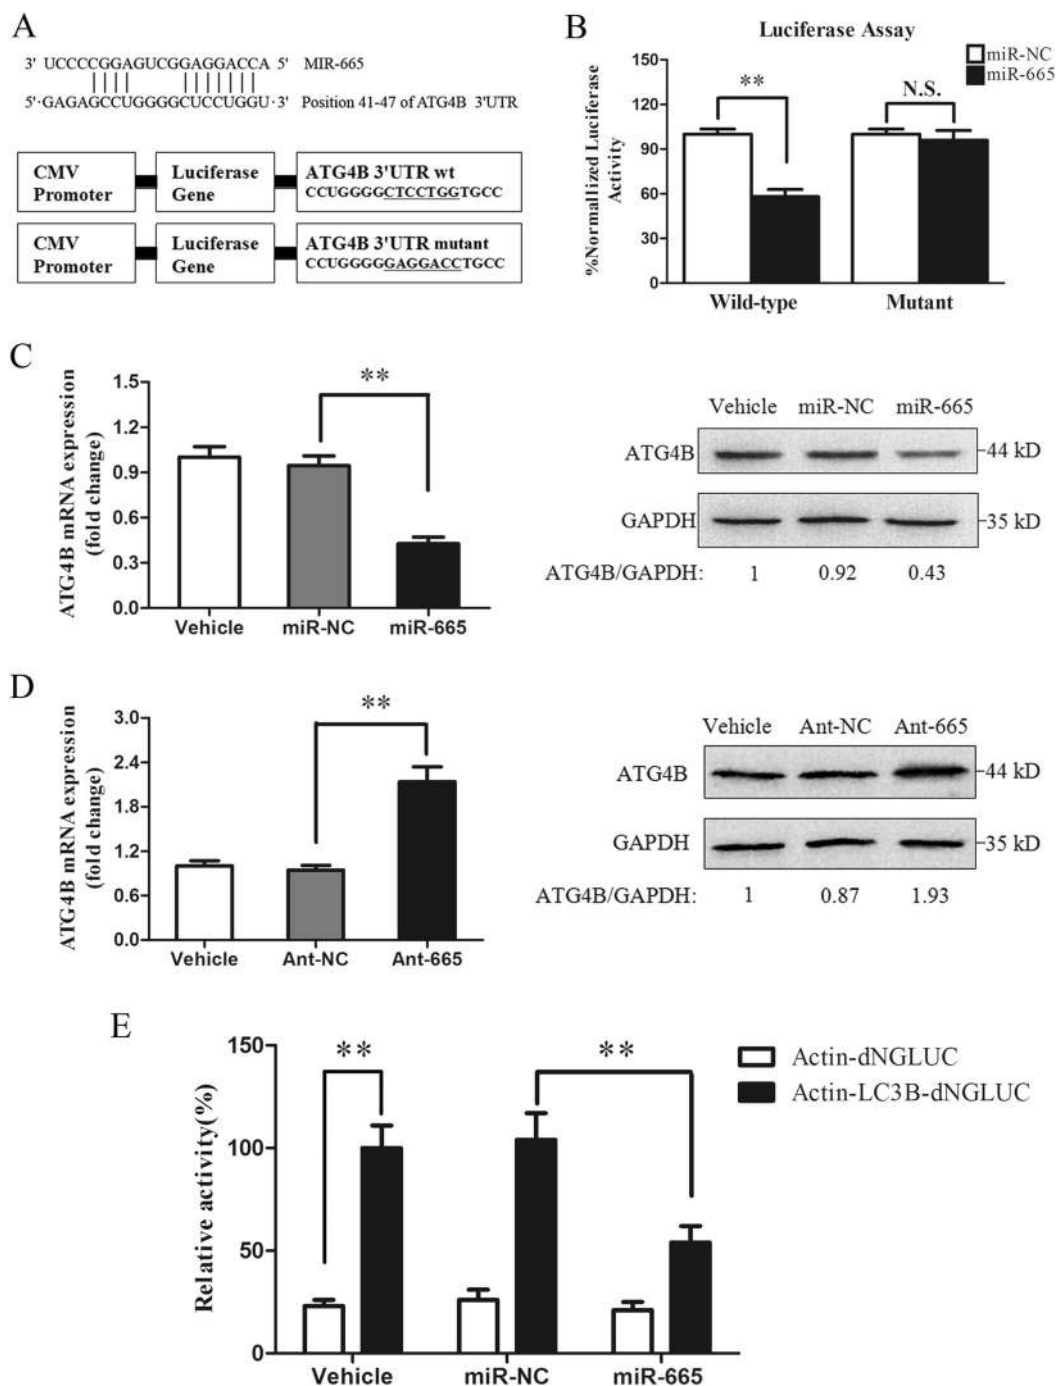 A
3' UCCCCGGAGUCGGAGGACCA 5' MIR-665
5'·GAGAGCCUGGGGCUCCUGGU·3' Position 41-47 of ATG4B 3'UTR
CMV Promoter
Luciferase Gene
ATG4B 3'UTR wt
CCUGGGGCTCCTGGTGCC
CMV Promoter
Luciferase Gene
ATG4B 3'UTR mutant
CCUGGGGGAGGACCTGCC
B
Luciferase Assay
miR-NC
miR-665
%Normallized Luciferase
Activity
150
120
90
60
30
0
**
N.S.
Wild-type Mutant
C
ATG4B mRNA expression
(fold change)
1.5
1.2
0.9
0.6
0.3
0.0
**
Vehicle miR-NC miR-665
Vehicle miR-NC miR-665
ATG4B 44 kD
GAPDH 35 kD
ATG4B/GAPDH: 1 0.92 0.43
D
ATG4B mRNA expression
(fold change)
3.0
2.4
1.8
1.2
0.6
0.0
**
Vehicle Ant-NC Ant-665
Vehicle Ant-NC Ant-665
ATG4B 44 kD
GAPDH 35 kD
ATG4B/GAPDH: 1 0.87 1.93
E
Relative activity(%)
150
100
50
0
** **
Actin-dNGLUC
Actin-LC3B-dNGLUC
Vehicle miR-NC miR-665